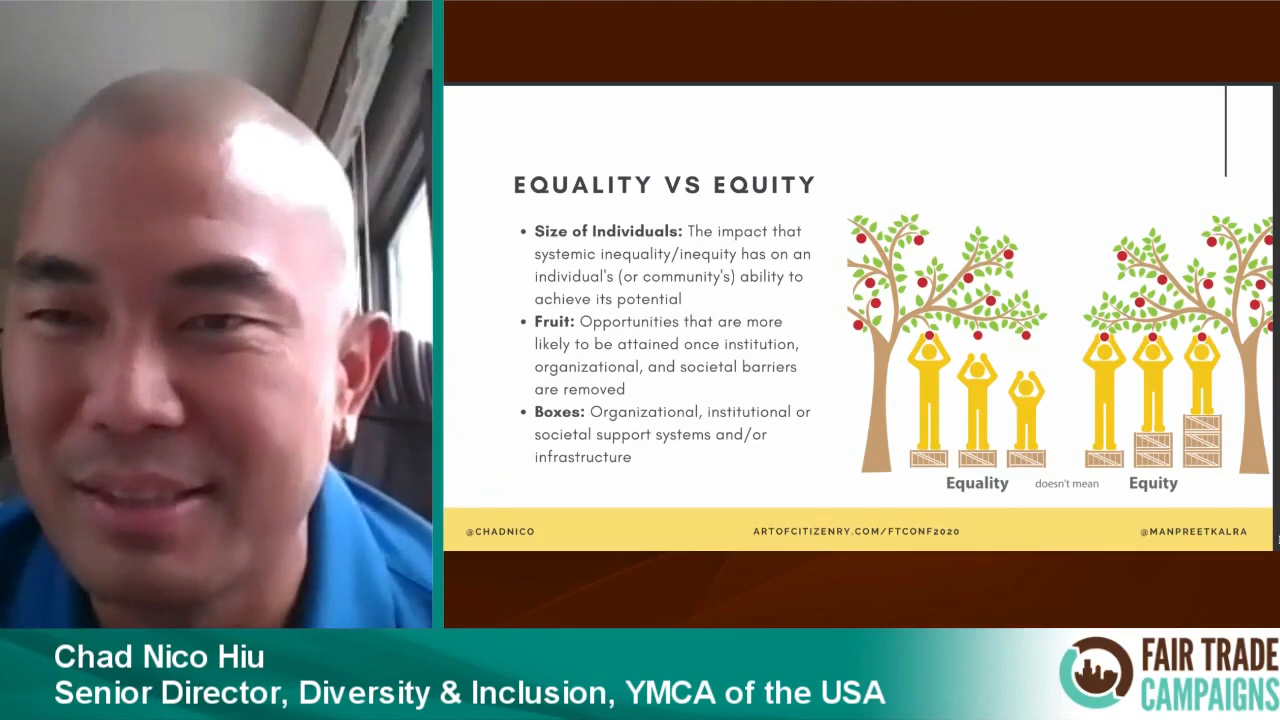 EQUALITY VS EQUITY
• Size of Individuals: The impact that
systemic inequality/inequity has on an
individual's (or community's) ability to
achieve its potential
• Fruit: Opportunities that are more
likely to be attained once institution,
organizational, and societal barriers
are removed
• Boxes: Organizational, institutional or
societal support systems and/or
infrastructure
Equality doesn't mean Equity
@CHADNICO ARTOFCITIZENRY.COM/FTCONF2020 @MANPREETKALRA
Chad Nico Hiu
Senior Director, Diversity & Inclusion, YMCA of the USA
FAIR TRADE
CAMPAIGNS